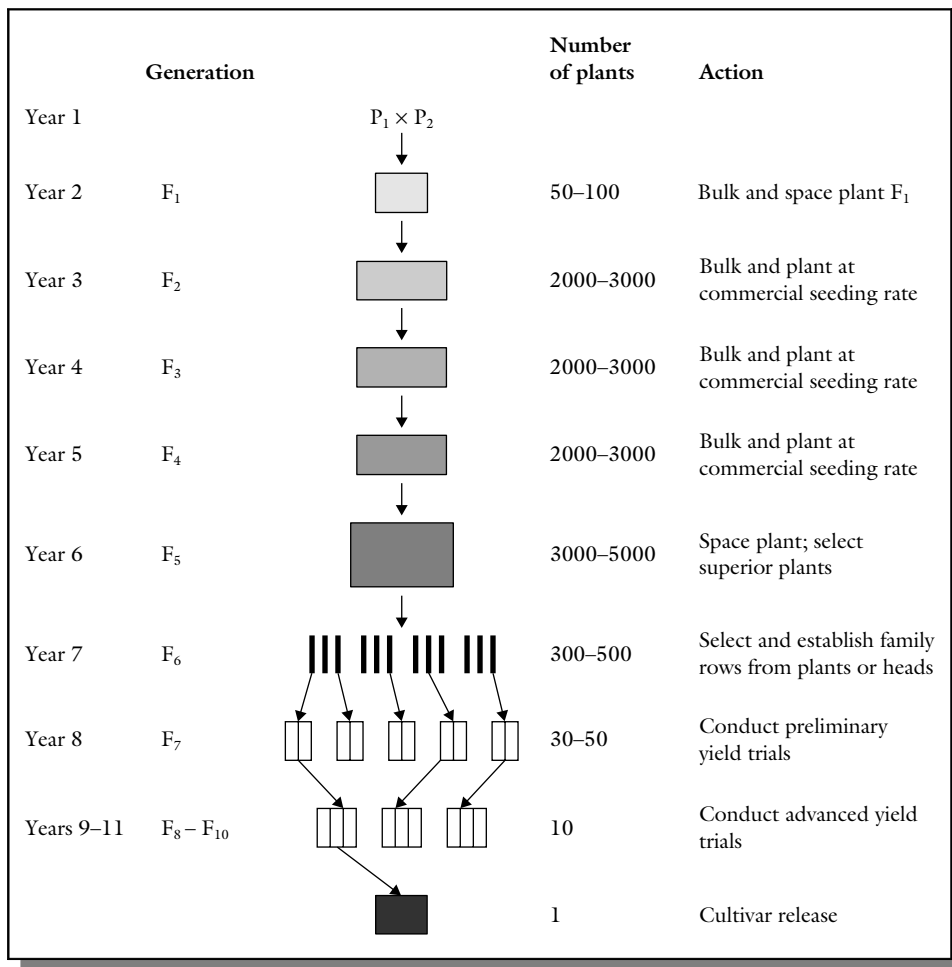 Generation Number of plants Action
Year 1 P₁ × P₂
Year 2 F₁ 50–100 Bulk and space plant F₁
Year 3 F₂ 2000–3000 Bulk and plant at
commercial seeding rate
Year 4 F₃ 2000–3000 Bulk and plant at
commercial seeding rate
Year 5 F₄ 2000–3000 Bulk and plant at
commercial seeding rate
Year 6 F₅ 3000–5000 Space plant; select
superior plants
Year 7 F₆ 300–500 Select and establish family
rows from plants or heads
Year 8 F₇ 30–50 Conduct preliminary
yield trials
Years 9–11 F₈ – F₁₀ 10 Conduct advanced yield
trials
1 Cultivar release